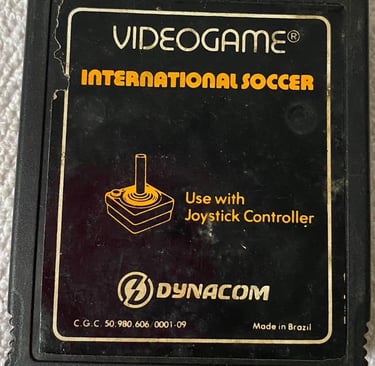 VIDEOGAME®
INTERNATIONAL SOCCER
Use with
Joystick Controller
DYNACOM
C.G.C. 50.980.606/0001-09 Made in Brazil